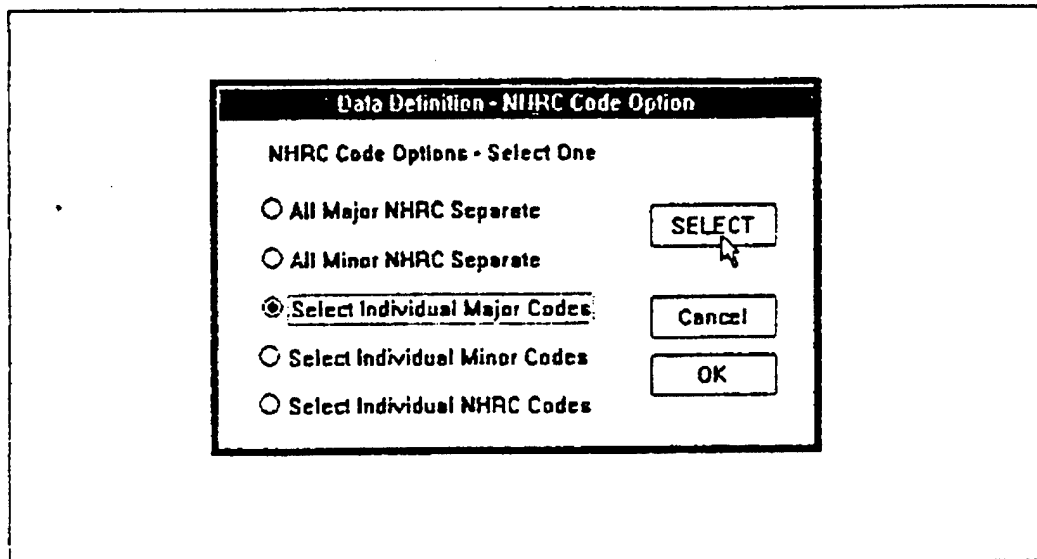 Data Definition - NHRC Code Option
NHRC Code Options - Select One
All Major NHRC Separate
SELECT
All Minor NHRC Separate
Select Individual Major Codes
Cancel
Select Individual Minor Codes
OK
Select Individual NHRC Codes